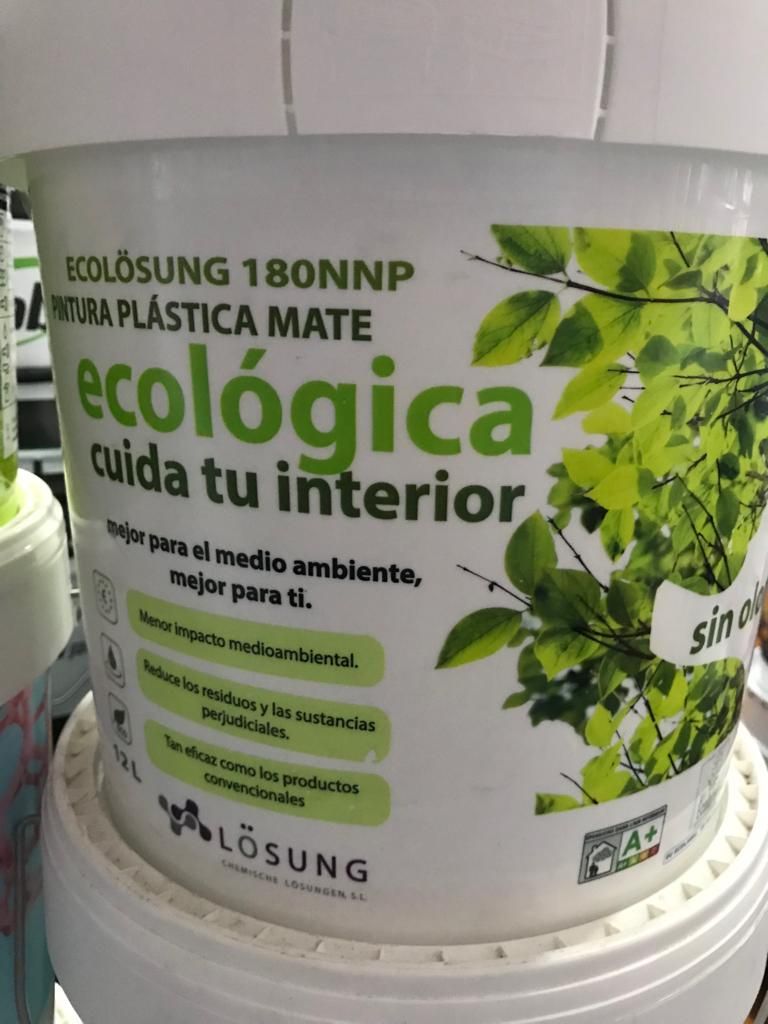 ECOLÖSUNG 180NNP
PINTURA PLÁSTICA MATE
ecológica
cuida tu interior
mejor para el medio ambiente,
mejor para ti.
Menor impacto medioambiental.
Reduce los residuos y las sustancias
perjudiciales.
Tan eficaz como los productos
convencionales
12 L
LÖSUNG
CHEMISCHE LÖSUNGEN, S.L.
sin
A+